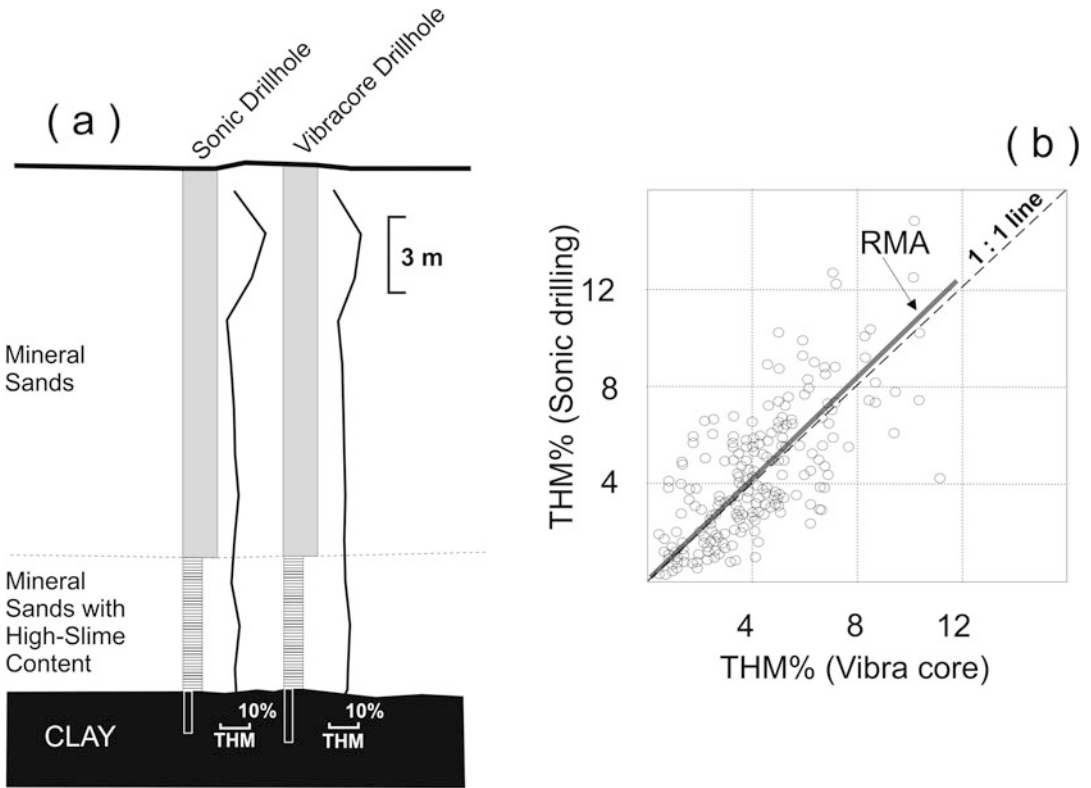 ( a )
Sonic Drillhole
Vibracore Drillhole
3 m
Mineral
Sands
Mineral
Sands with
High-Slime
Content
CLAY
10%
THM
10%
THM
( b )
THM% (Sonic drilling)
12
8
4
RMA
1 : 1 line
4
8
12
THM% (Vibra core)